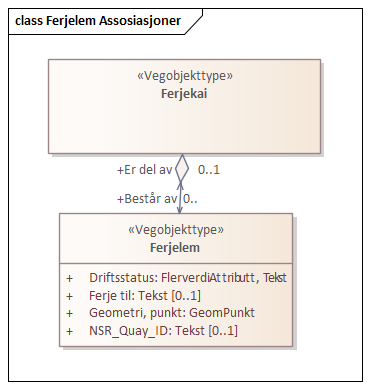 class Ferjelem Assosiasjoner
«Vegobjekttype»
Ferjekai
+Er del av 0..1
+Består av 0..
«Vegobjekttype»
Ferjelem
+ Driftsstatus: FlerverdiAttributt, Tekst
+ Ferje til: Tekst [0..1]
+ Geometri, punkt: GeomPunkt
+ NSR_Quay_ID: Tekst [0..1]